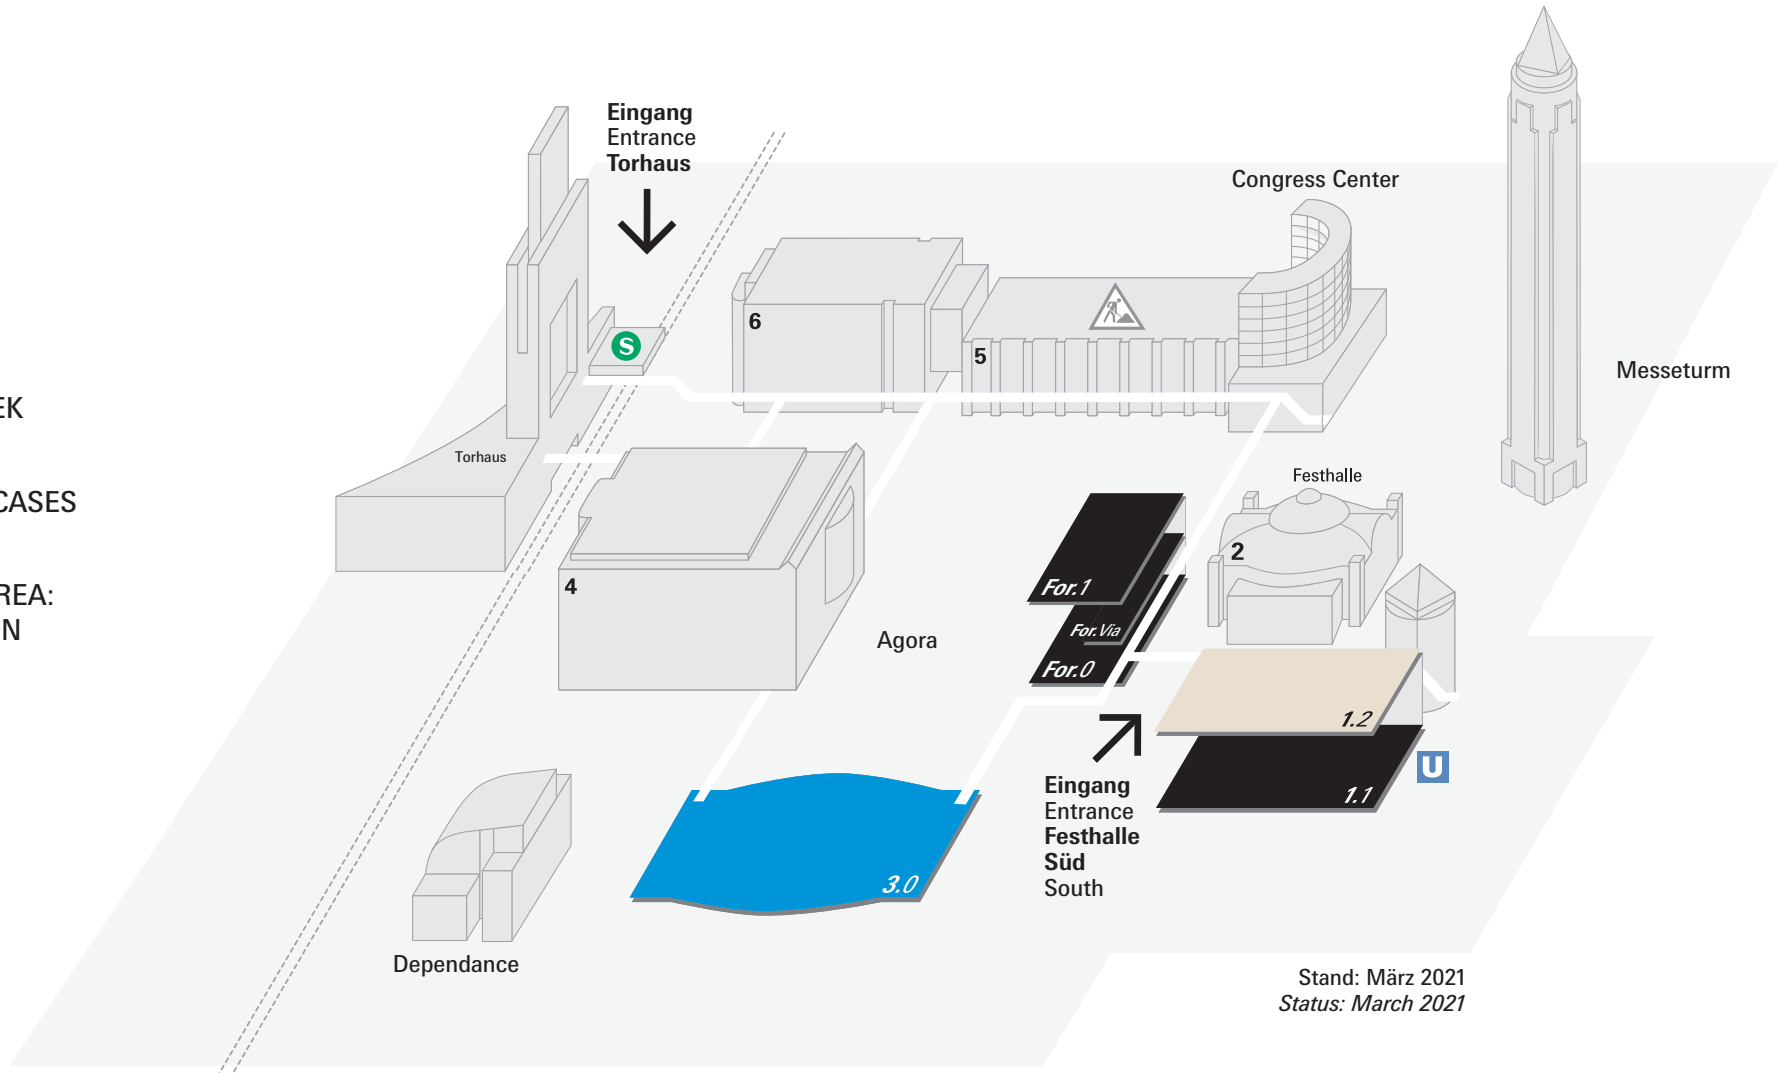 Eingang
Entrance
Torhaus
Congress Center
6
5
S
Messeturm
EK
Torhaus
Festhalle
CASES
2
4
For.1
REA:
N
For.Via
Agora
For.0
1.2
U
Eingang
Entrance
Festhalle
Süd
South
1.1
3.0
Dependance
Stand: März 2021
Status: March 2021